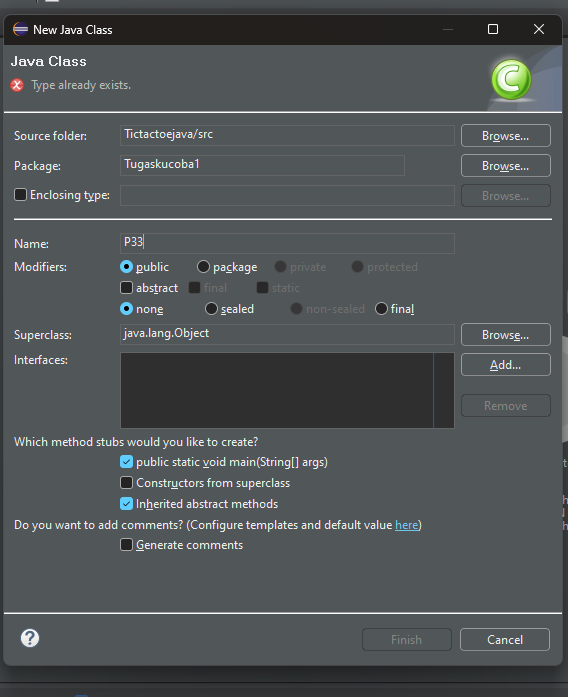 New Java Class
Java Class
Type already exists.
Source folder: Tictactoejava/src Browse...
Package: Tugaskucoba1 Browse...
Enclosing type: Browse...
Name: P33
Modifiers: public package private protected
abstract final static
none sealed non-sealed final
Superclass: java.lang.Object Browse...
Interfaces: Add...
Remove
Which method stubs would you like to create?
public static void main(String[] args)
Constructors from superclass
Inherited abstract methods
Do you want to add comments? (Configure templates and default value here)
Generate comments
? Finish Cancel